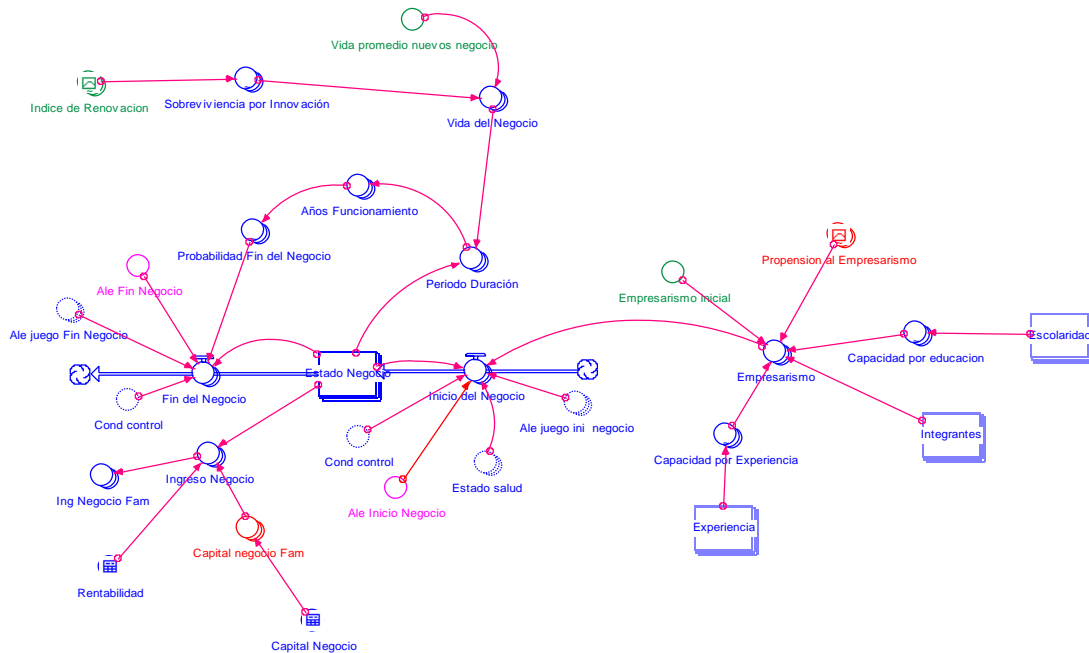 Vida promedio nuevos negocio
Indice de Renovacion
Sobreviviencia por Innovación
Vida del Negocio
Años Funcionamiento
Probabilidad Fin del Negocio
Propension al Empresarismo
Periodo Duración
Ale Fin Negocio
Empresarismo inicial
Ale juego Fin Negocio
Escolaridad
Capacidad por educacion
Estado Negocio
Empresarismo
Fin del Negocio
Inicio del Negocio
Cond control
Ale juego ini negocio
Integrantes
Cond control
Capacidad por Experiencia
Ingreso Negocio
Estado salud
Ing Negocio Fam
Ale Inicio Negocio
Experiencia
Capital negocio Fam
Rentabilidad
Capital Negocio